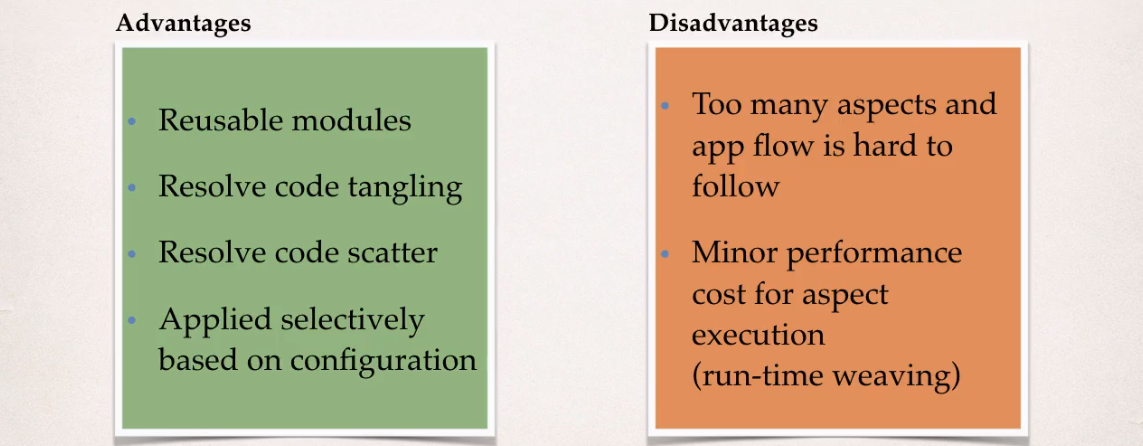 Advantages
• Reusable modules
• Resolve code tangling
• Resolve code scatter
• Applied selectively
based on configuration
Disadvantages
• Too many aspects and
app flow is hard to
follow
• Minor performance
cost for aspect
execution
(run-time weaving)